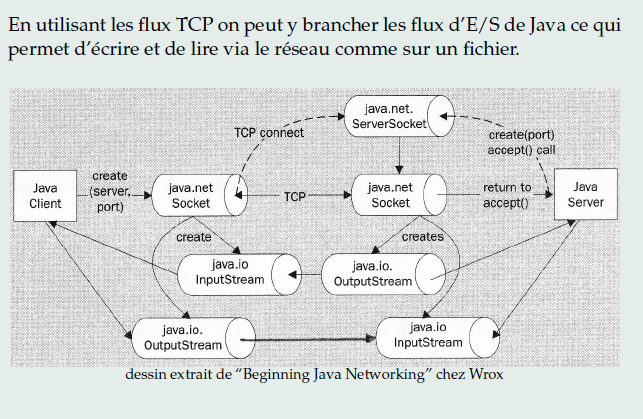 En utilisant les flux TCP on peut y brancher les flux d'E/S de Java ce qui
permet d'écrire et de lire via le réseau comme sur un fichier.
java.net.
ServerSocket
TCP connect
create(port)
accept() call
create
(server,
port)
Java
Client
java.net
Socket
TCP
java.net
Socket
return to
accept()
Java
Server
create
creates
java.io
InputStream
java.io.
OutputStream
java.io.
OutputStream
java.io
InputStream
dessin extrait de "Beginning Java Networking" chez Wrox